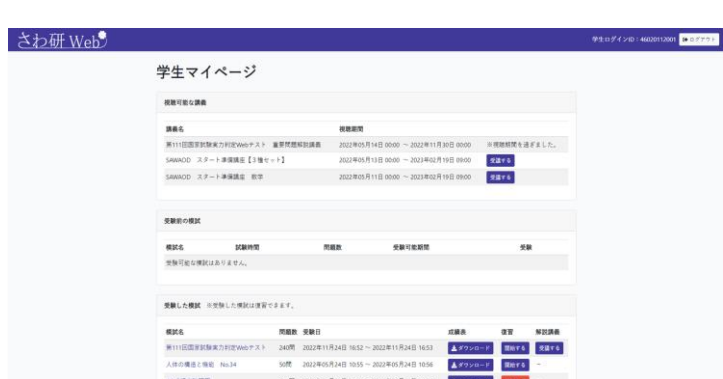 さわ研 Web
学生ログインID：46020112001 ログアウト
学生マイページ
視聴可能な講義
講義名 視聴期間
第111回国家試験実力判定Webテスト 重要問題解説講義 2022年05月14日 00:00 ～ 2022年11月30日 00:00 ※視聴期間を過ぎました。
SAWAOD スタート準備講座【3種セット】 2022年05月13日 00:00 ～ 2023年02月19日 09:00 受講する
SAWAOD スタート準備講座 数学 2022年05月11日 00:00 ～ 2023年02月19日 09:00 受講する
受験前の模試
模試名 試験時間 問題数 受験可能期間 受験
受験可能な模試はありません。
受験した模試 ※受験した模試は復習できます。
模試名 問題数 受験日 成績表 復習 解説講義
第111回国家試験実力判定Webテスト 240問 2022年11月24日 16:52 ～ 2022年11月24日 16:53 ダウンロード 開始する 受講する
人体の構造と機能 No.34 50問 2022年05月24日 10:55 ～ 2022年05月24日 10:56 ダウンロード 開始する －